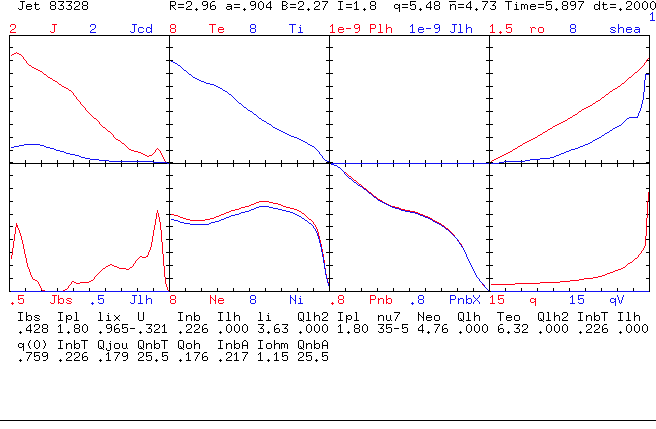 Jet 83328 R=2.96 a=.904 B=2.27 I=1.8 q=5.48 n̄=4.73 Time=5.897 dt=.2000
1
2 J 2 Jcd 8 Te 8 Ti 1e-9 Plh 1e-9 Jlh 1.5 ro 8 shea
.5 Jbs .5 Jlh 8 Ne 8 Ni .8 Pnb .8 PnbX 15 q 15 qV
Ibs Ipl lix U Inb Ilh li Qlh2 Ipl nu7 Neo Qlh Teo Qlh2 InbT Ilh
.428 1.80 .965-.321 .226 .000 3.63 .000 1.80 35-5 4.76 .000 6.32 .000 .226 .000
q(0) InbT Qjou QnbT Qoh InbA Iohm QnbA
.759 .226 .179 25.5 .176 .217 1.15 25.5